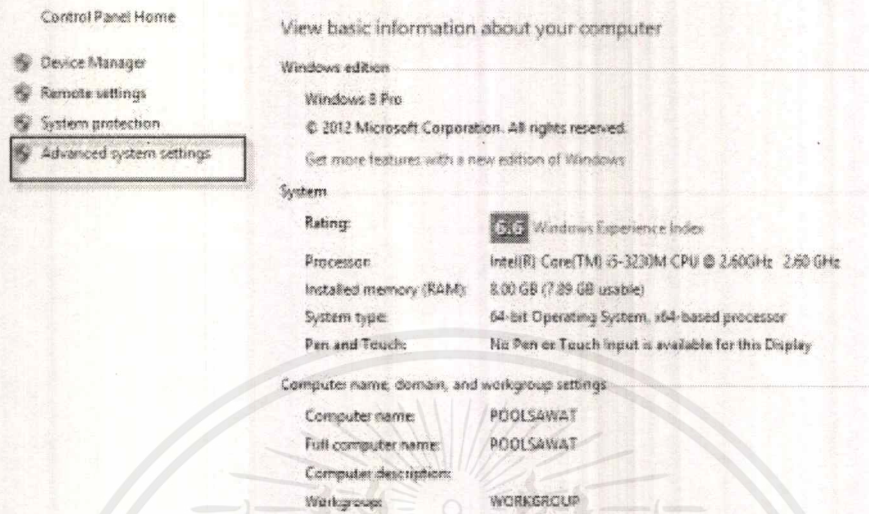 Control Panel Home
Device Manager
Remote settings
System protection
Advanced system settings
View basic information about your computer
Windows edition
Windows 8 Pro
© 2012 Microsoft Corporation. All rights reserved.
Get more features with a new edition of Windows
System
Rating: 6.6 Windows Experience Index
Processor: Intel(R) Core(TM) i5-3230M CPU @ 2.60GHz 2.60 GHz
Installed memory (RAM): 8.00 GB (7.89 GB usable)
System type: 64-bit Operating System, x64-based processor
Pen and Touch: No Pen or Touch Input is available for this Display
Computer name, domain, and workgroup settings
Computer name: POOLSAWAT
Full computer name: POOLSAWAT
Computer description:
Workgroup: WORKGROUP